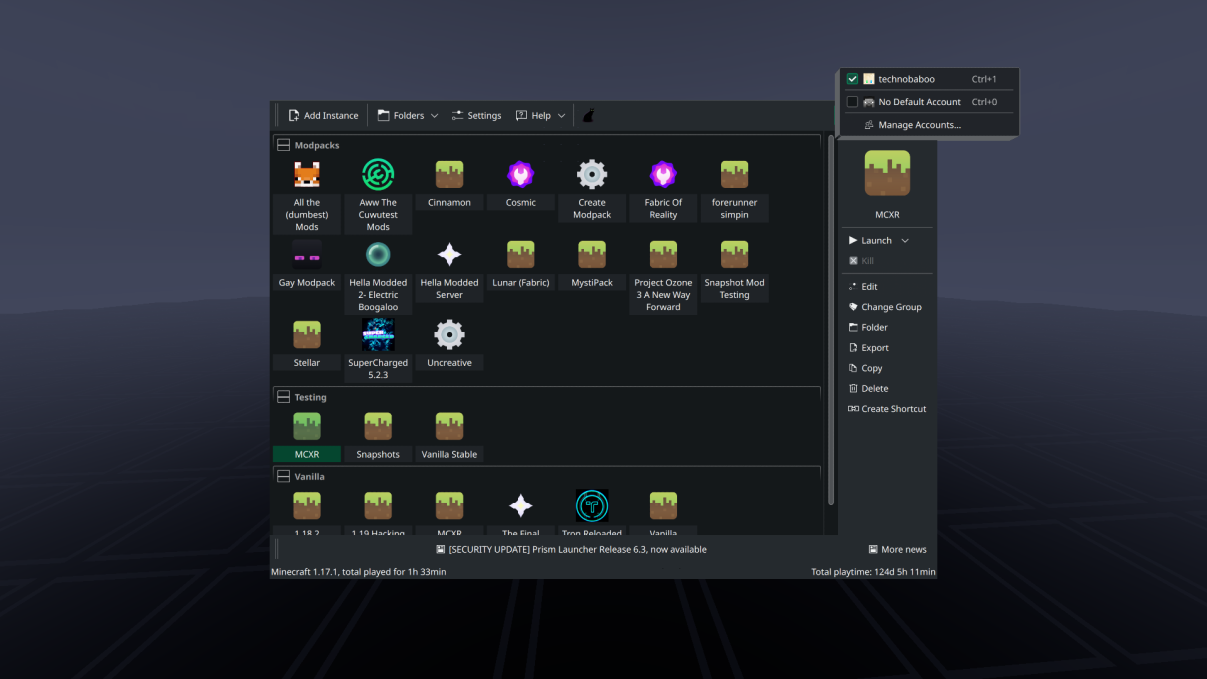 technobaboo Ctrl+1
No Default Account Ctrl+0
Manage Accounts...
Add Instance Folders Settings Help
Modpacks
All the
(dumbest)
Mods
Aww The
Cuwutest
Mods
Cinnamon
Cosmic
Create
Modpack
Fabric Of
Reality
forerunner
simpin
Gay Modpack
Hella Modded
2- Electric
Boogaloo
Hella Modded
Server
Lunar (Fabric)
MystiPack
Project Ozone
3 A New Way
Forward
Snapshot Mod
Testing
Stellar
SuperCharged
5.2.3
Uncreative
Testing
MCXR
Snapshots
Vanilla Stable
Vanilla
1.18.2
1.19 Hacking
MCXR
The Final
Tron Reloaded
Vanilla
MCXR
Launch
Kill
Edit
Change Group
Folder
Export
Copy
Delete
Create Shortcut
[SECURITY UPDATE] Prism Launcher Release 6.3, now available
More news
Minecraft 1.17.1, total played for 1h 33min
Total playtime: 124d 5h 11min